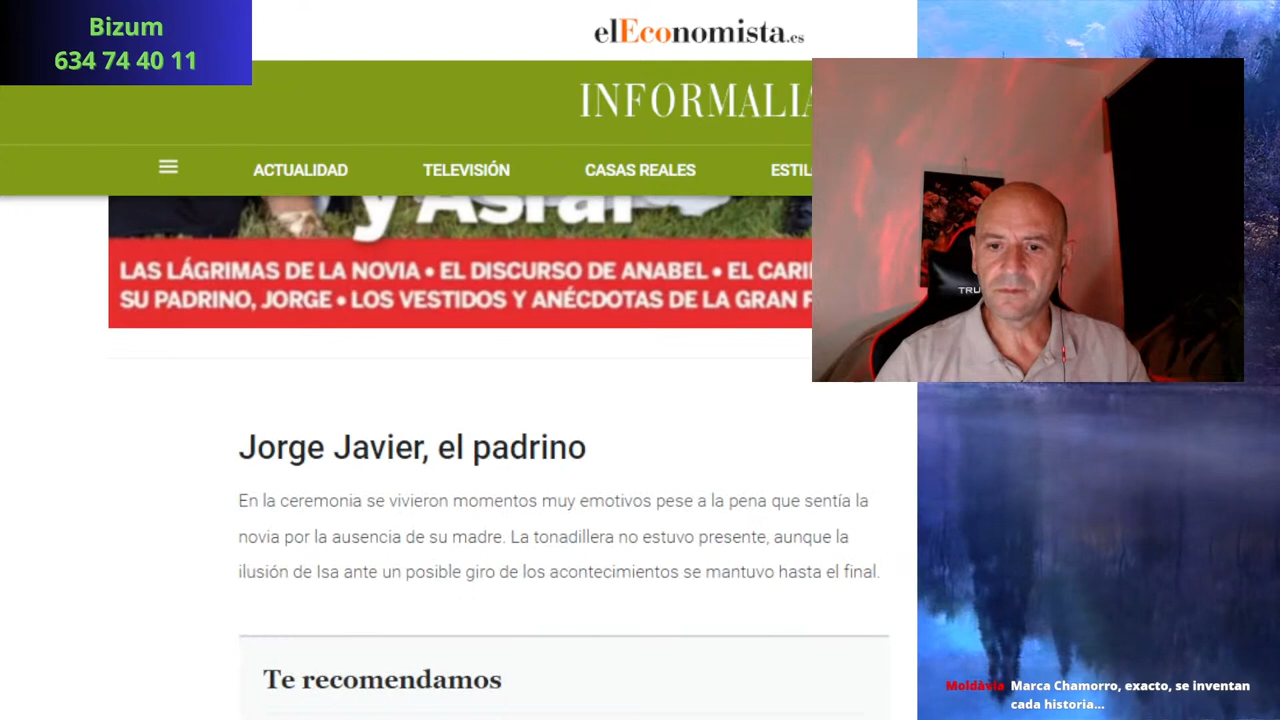 Bizum
634 74 40 11
elEconomista.es
INFORMALIA
ACTUALIDAD
TELEVISIÓN
CASAS REALES
ESTIL
y Asraf
LAS LÁGRIMAS DE LA NOVIA • EL DISCURSO DE ANABEL • EL CARI
SU PADRINO, JORGE • LOS VESTIDOS Y ANÉCDOTAS DE LA GRAN F
TRU
Jorge Javier, el padrino
En la ceremonia se vivieron momentos muy emotivos pese a la pena que sentía la
novia por la ausencia de su madre. La tonadillera no estuvo presente, aunque la
ilusión de Isa ante un posible giro de los acontecimientos se mantuvo hasta el final.
Te recomendamos
Moldàvia Marca Chamorro, exacto, se inventan
cada historia...